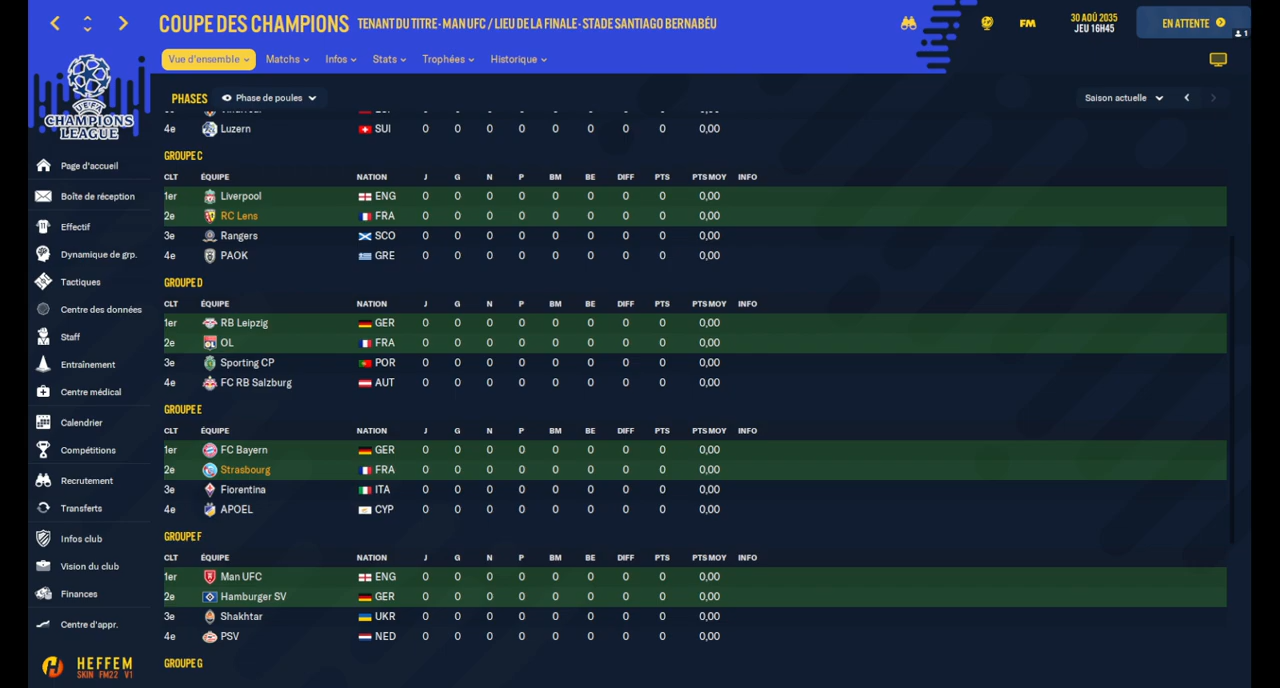 COUPE DES CHAMPIONS TENANT DU TITRE - MAN UFC / LIEU DE LA FINALE - STADE SANTIAGO BERNABÉU
FM
30 AOÛ 2035
JEU 16H45
EN ATTENTE
1
Vue d'ensemble Matchs Infos Stats Trophées Historique
UEFA
CHAMPIONS
LEAGUE
PHASES Phase de poules Saison actuelle
Page d'accueil
Boîte de réception
Effectif
Dynamique de grp.
Tactiques
Centre des données
Staff
Entraînement
Centre médical
Calendrier
Compétitions
Recrutement
Transferts
Infos club
Vision du club
Finances
Centre d'appr.
HEFFEM
SKIN FM22 V1
4e Luzern SUI 0 0 0 0 0 0 0 0 0,00
GROUPE C
CLT ÉQUIPE NATION J G N P BM BE DIFF PTS PTS MOY INFO
1er Liverpool ENG 0 0 0 0 0 0 0 0 0,00
2e RC Lens FRA 0 0 0 0 0 0 0 0 0,00
3e Rangers SCO 0 0 0 0 0 0 0 0 0,00
4e PAOK GRE 0 0 0 0 0 0 0 0 0,00
GROUPE D
CLT ÉQUIPE NATION J G N P BM BE DIFF PTS PTS MOY INFO
1er RB Leipzig GER 0 0 0 0 0 0 0 0 0,00
2e OL FRA 0 0 0 0 0 0 0 0 0,00
3e Sporting CP POR 0 0 0 0 0 0 0 0 0,00
4e FC RB Salzburg AUT 0 0 0 0 0 0 0 0 0,00
GROUPE E
CLT ÉQUIPE NATION J G N P BM BE DIFF PTS PTS MOY INFO
1er FC Bayern GER 0 0 0 0 0 0 0 0 0,00
2e Strasbourg FRA 0 0 0 0 0 0 0 0 0,00
3e Fiorentina ITA 0 0 0 0 0 0 0 0 0,00
4e APOEL CYP 0 0 0 0 0 0 0 0 0,00
GROUPE F
CLT ÉQUIPE NATION J G N P BM BE DIFF PTS PTS MOY INFO
1er Man UFC ENG 0 0 0 0 0 0 0 0 0,00
2e Hamburger SV GER 0 0 0 0 0 0 0 0 0,00
3e Shakhtar UKR 0 0 0 0 0 0 0 0 0,00
4e PSV NED 0 0 0 0 0 0 0 0 0,00
GROUPE G